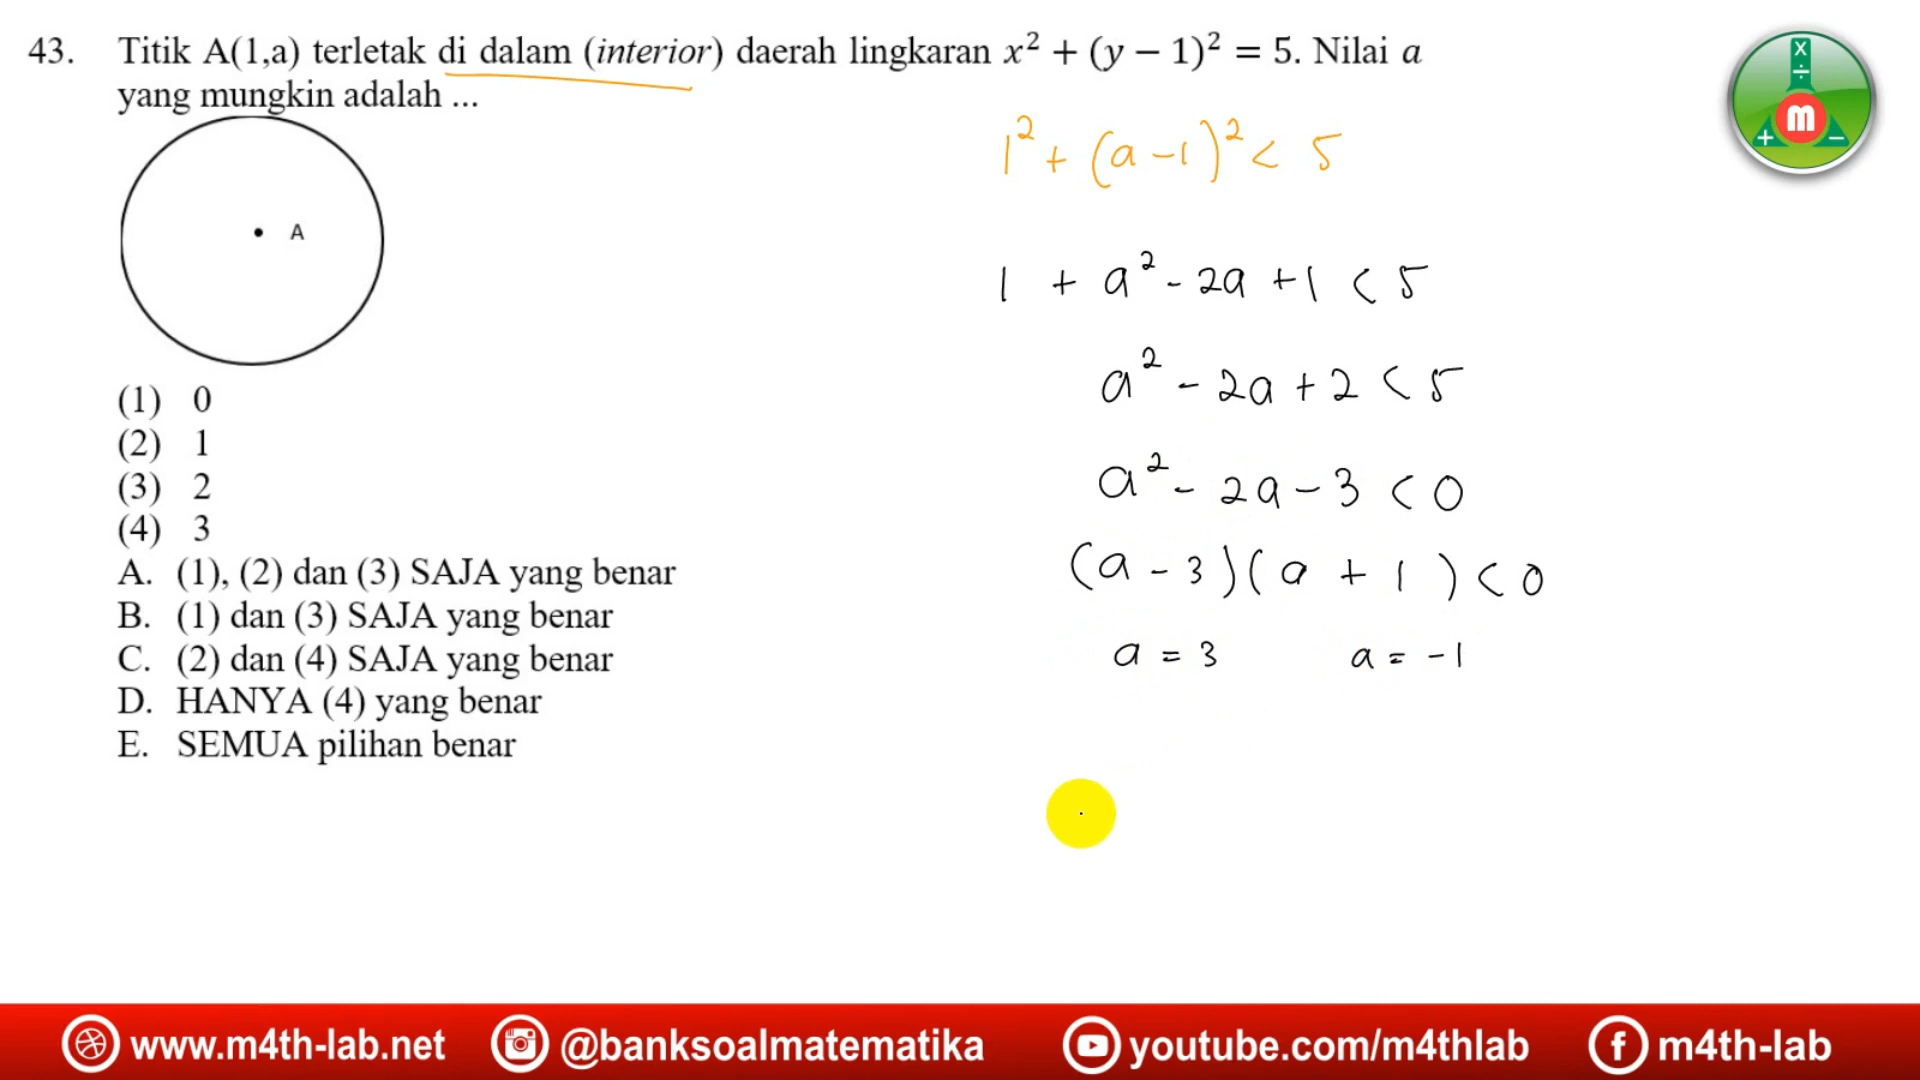 43. Titik A(1,a) terletak di dalam (interior) daerah lingkaran x² + (y − 1)² = 5. Nilai a
yang mungkin adalah ...
A
(1) 0
(2) 1
(3) 2
(4) 3
A. (1), (2) dan (3) SAJA yang benar
B. (1) dan (3) SAJA yang benar
C. (2) dan (4) SAJA yang benar
D. HANYA (4) yang benar
E. SEMUA pilihan benar
1² + (a − 1)² < 5
1 + a² - 2a + 1 < 5
a² - 2a + 2 < 5
a² - 2a - 3 < 0
(a - 3)(a + 1) < 0
a = 3 a = -1
x
÷
m
+ −
www.m4th-lab.net @banksoalmatematika youtube.com/m4thlab f m4th-lab